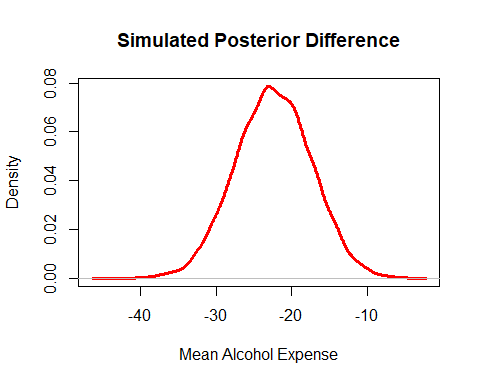 Simulated Posterior Difference
Density
0.08
0.06
0.04
0.02
0.00
-40 -30 -20 -10
Mean Alcohol Expense